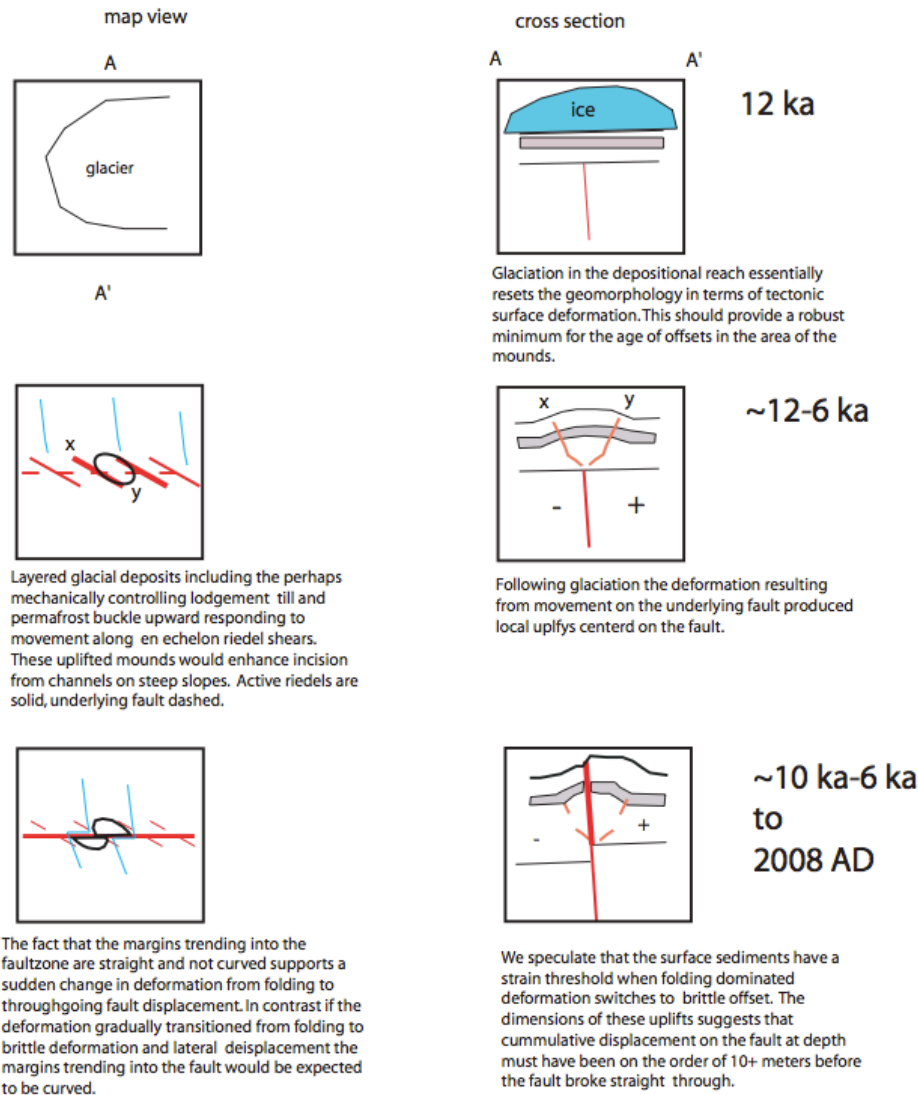 map view
cross section
A
A
A'
glacier
ice
12 ka
A'
Glaciation in the depositional reach essentially
resets the geomorphology in terms of tectonic
surface deformation. This should provide a robust
minimum for the age of offsets in the area of the
mounds.
x
y
x
y
-
+
~12-6 ka
Layered glacial deposits including the perhaps
mechanically controlling lodgement till and
permafrost buckle upward responding to
movement along en echelon riedel shears.
These uplifted mounds would enhance incision
from channels on steep slopes. Active riedels are
solid, underlying fault dashed.
Following glaciation the deformation resulting
from movement on the underlying fault produced
local uplfys centerd on the fault.
-
+
~10 ka-6 ka
to
2008 AD
The fact that the margins trending into the
faultzone are straight and not curved supports a
sudden change in deformation from folding to
throughgoing fault displacement. In contrast if the
deformation gradually transitioned from folding to
brittle deformation and lateral deisplacement the
margins trending into the fault would be expected
to be curved.
We speculate that the surface sediments have a
strain threshold when folding dominated
deformation switches to brittle offset. The
dimensions of these uplifts suggests that
cummulative displacement on the fault at depth
must have been on the order of 10+ meters before
the fault broke straight through.